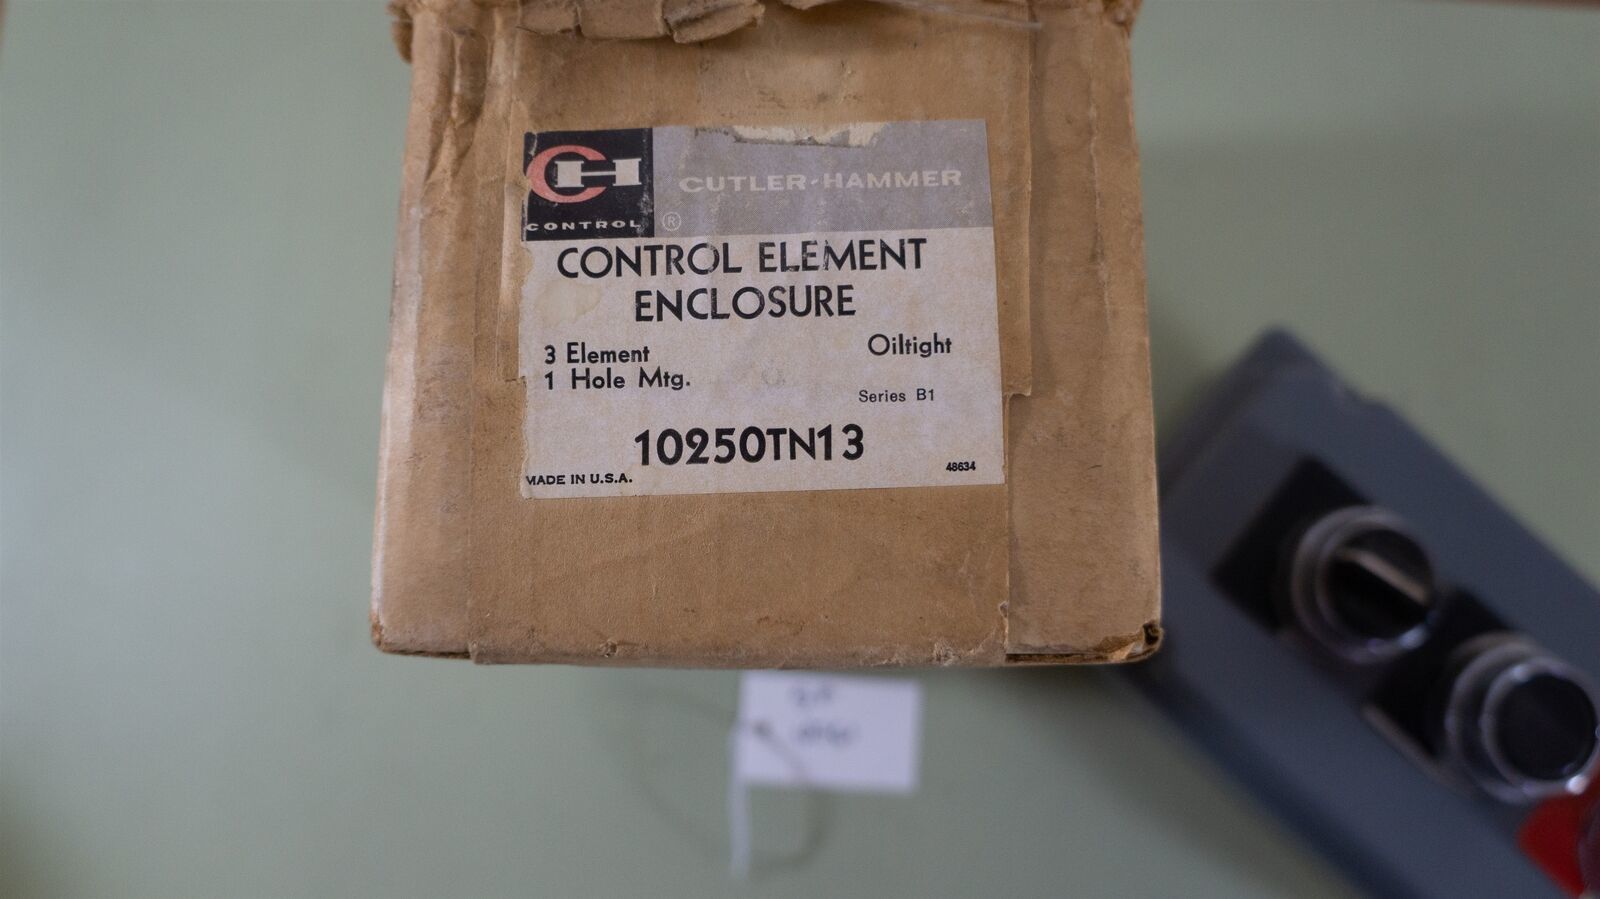 CH
CONTROL ® CUTLER-HAMMER
CONTROL ELEMENT
ENCLOSURE
3 Element Oiltight
1 Hole Mtg.
Series B1
10250TN13
MADE IN U.S.A. 48634